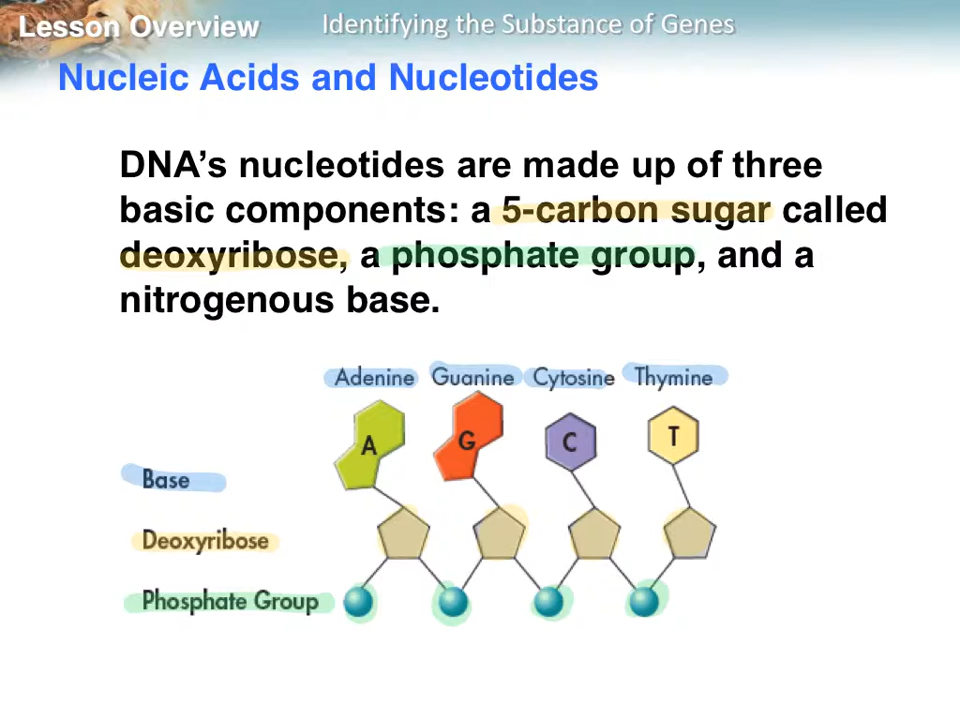 Lesson Overview
Identifying the Substance of Genes
Nucleic Acids and Nucleotides
DNA’s nucleotides are made up of three
basic components: a 5-carbon sugar called
deoxyribose, a phosphate group, and a
nitrogenous base.
Adenine Guanine Cytosine Thymine
A G C T
Base
Deoxyribose
Phosphate Group